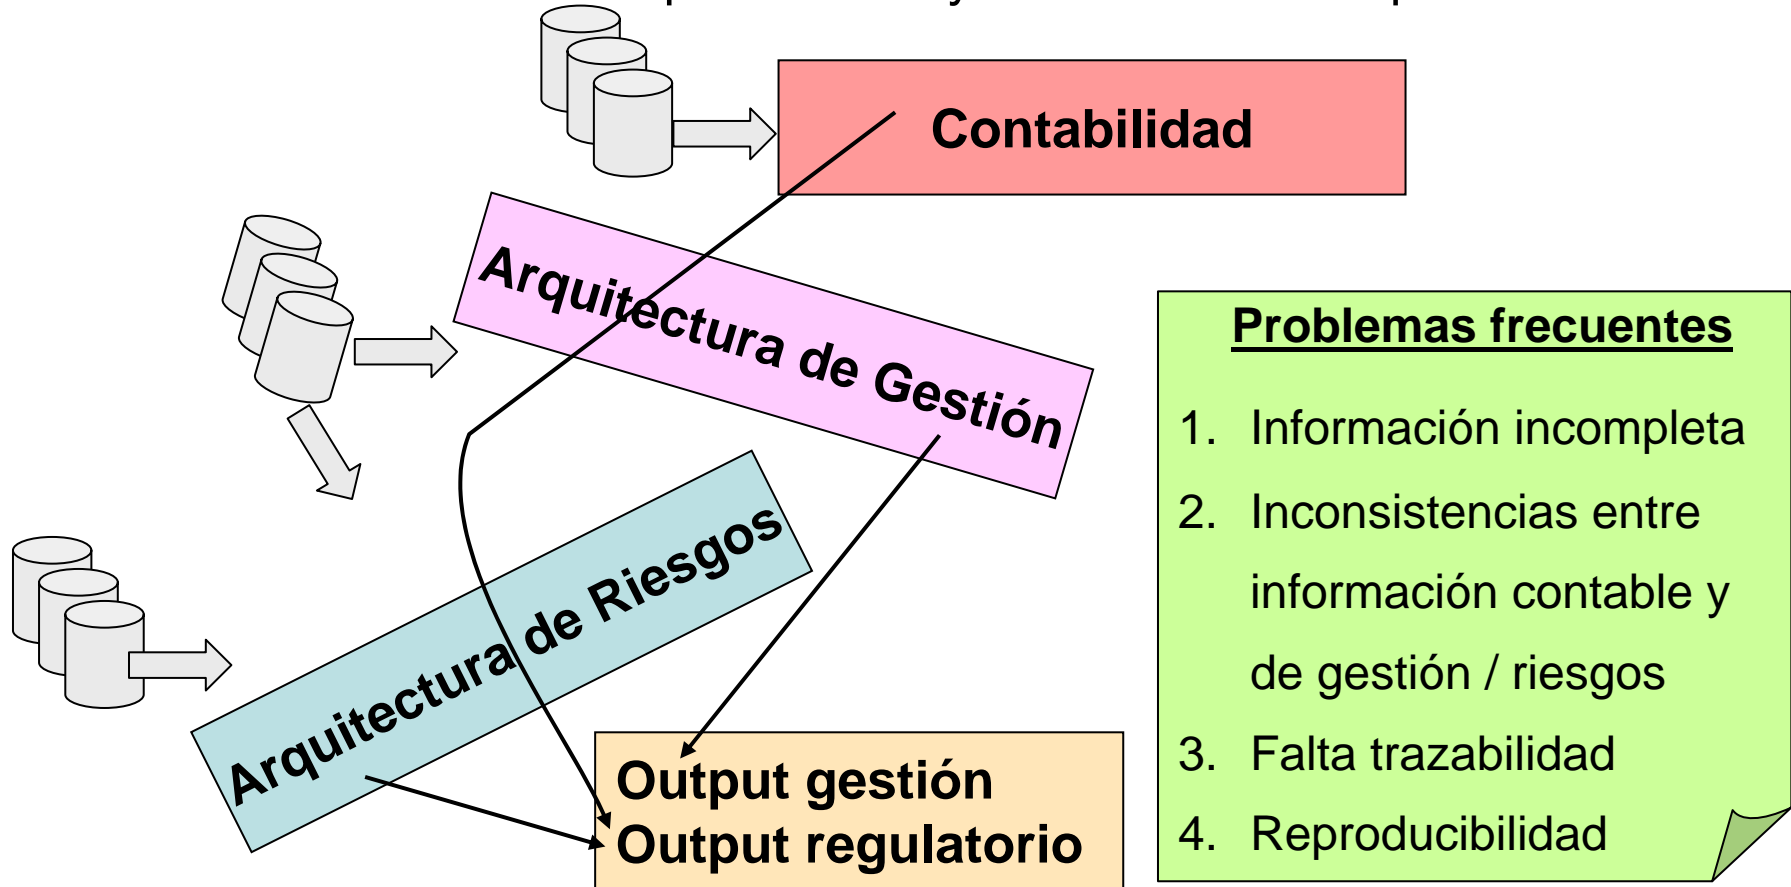 Contabilidad
Arquitectura de Gestión
Arquitectura de Riesgos
Output gestión
Output regulatorio
Problemas frecuentes
1. Información incompleta
2. Inconsistencias entre
información contable y
de gestión / riesgos
3. Falta trazabilidad
4. Reproducibilidad